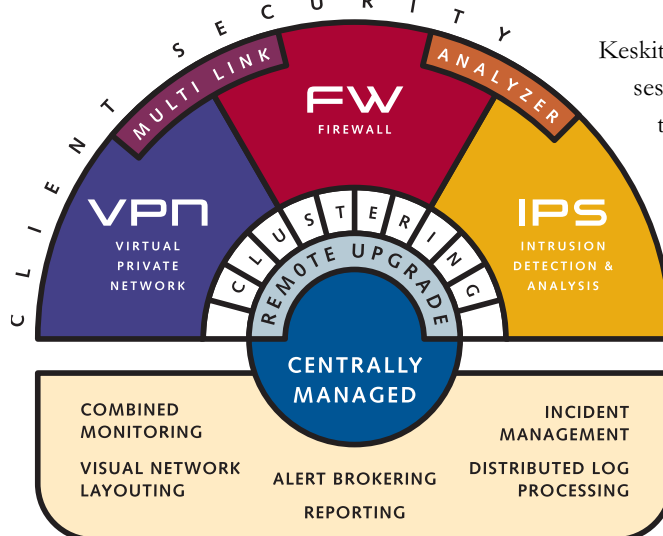 CLIENT SECURITY
MULTI LINK
ANALYZER
FW
FIREWALL
VPN
VIRTUAL
PRIVATE
NETWORK
IPS
INTRUSION
DETECTION &
ANALYSIS
CLUSTERING
REMOTE UPGRADE
CENTRALLY
MANAGED
COMBINED
MONITORING
VISUAL NETWORK
LAYOUTING
ALERT BROKERING
REPORTING
INCIDENT
MANAGEMENT
DISTRIBUTED LOG
PROCESSING
Keskit
ses
t